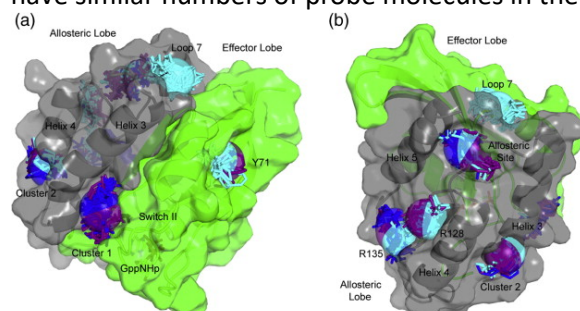 have similar numbers of probe molecules in the
(a)
Allosteric Lobe
Loop 7
Effector Lobe
Helix 4
Helix 3
Cluster 2
Y71
Switch II
Cluster 1
GppNHp
(b)
Effector Lobe
Loop 7
Helix 5
Allosteric
Site
Helix 3
R128
R135
Helix 4
Cluster 2
Allosteric
Lobe